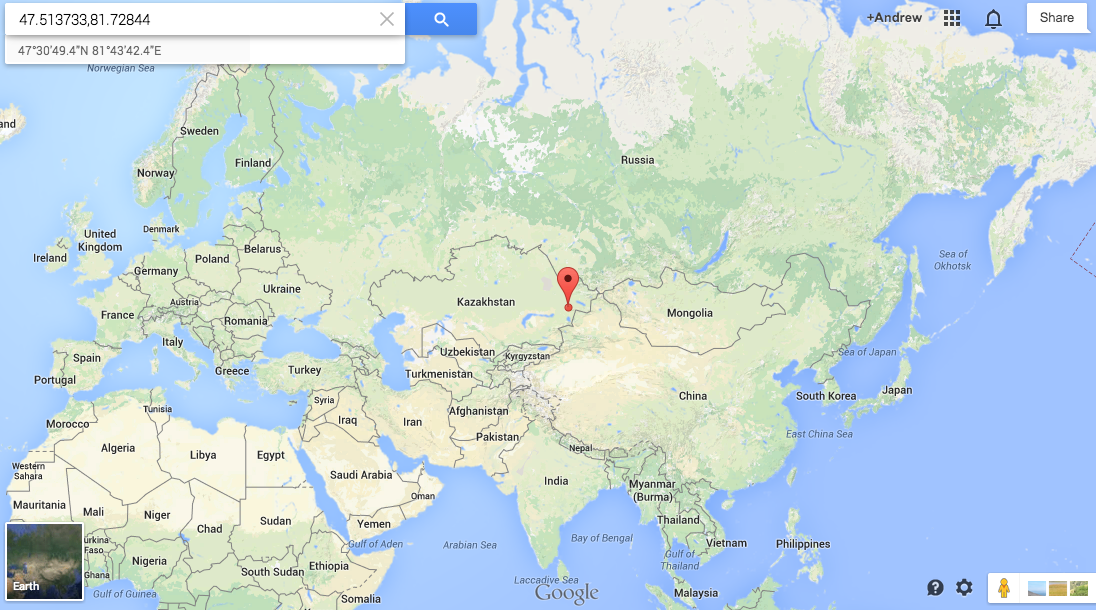 47.513733,81.72844
+Andrew
Share
47°30'49.4"N 81°43'42.4"E
Norwegian Sea
and
Sweden
Finland
Norway
Russia
United
Kingdom
Denmark
Ireland
Belarus
Poland
Germany
Sea of
Okhotsk
Ukraine
Austria
Kazakhstan
France
Mongolia
Romania
Italy
Sea of Japan
Uzbekistan
Kyrgyzstan
Spain
Greece
Turkey
Turkmenistan
Portugal
Japan
China
South Korea
Syria
Tunisia
Afghanistan
Morocco
Iraq
Iran
East China Sea
Pakistan
Algeria
Libya
Egypt
Nepal
Western
Sahara
Saudi Arabia
India
Myanmar
(Burma)
Oman
Mauritania
Mali
Niger
Sudan
Yemen
Thailand
Chad
Burkina
Faso
Gulf of Aden
Arabian Sea
Bay of Bengal
Vietnam
Philippines
Nigeria
Gulf of
Thailand
Ethiopia
South Sudan
Ghana
Earth
Laccadive Sea
Gulf of Guinea
Somalia
Google
Malaysia